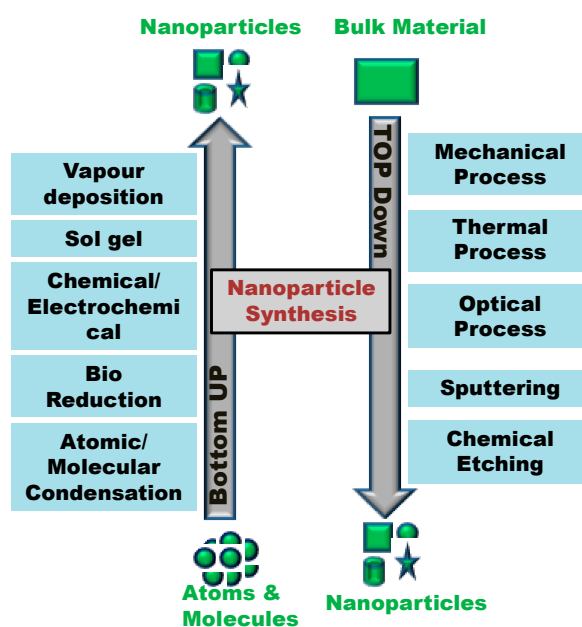 Nanoparticles
Bulk Material
Vapour
deposition
Sol gel
Chemical/
Electrochemi
cal
Bio
Reduction
Atomic/
Molecular
Condensation
Bottom UP
Nanoparticle
Synthesis
TOP Down
Mechanical
Process
Thermal
Process
Optical
Process
Sputtering
Chemical
Etching
Atoms &
Molecules
Nanoparticles